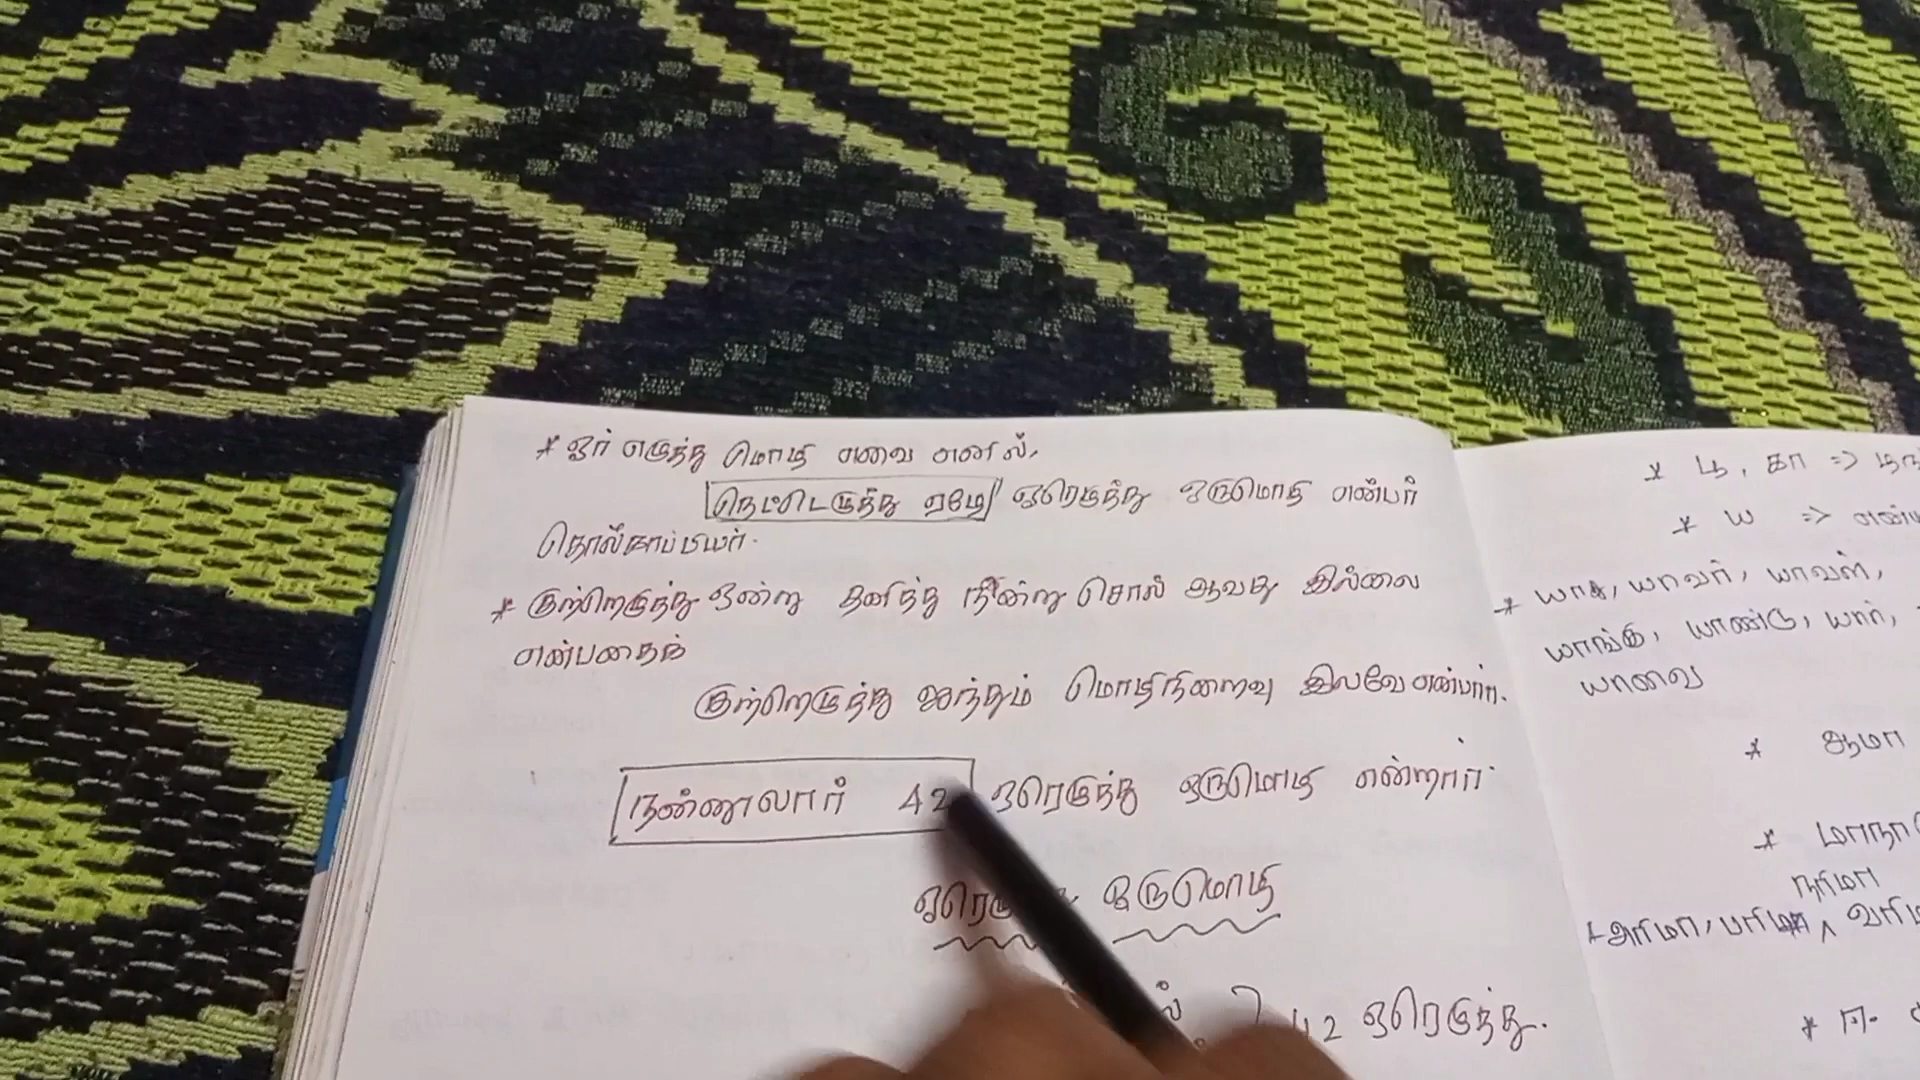 * ஓர் எழுத்து மொழி எவை எனில்,
நெட்டெழுத்து ஏழே ஓரெழுத்து ஒருமொழி என்பர்
தொல்காப்பியர்.
* குற்றெழுத்து ஒன்று தனித்து நின்று சொல் ஆவது இல்லை
என்பதைக்
குற்றெழுத்து ஐந்தும் மொழிநிறைவு இலவே என்பார்.
நன்னூலார் 42 ஓரெழுத்து ஒருமொழி என்றார்.
ஒருமொழி
42 ஓரெழுத்து.
* பூ, கா =>
* ய =>
* யாது, யாவர், யாவள்,
யாங்கு, யாண்டு, யார்,
யாவை
* ஆமா
*
நரிமா
* அரிமா, பரிமா,
*